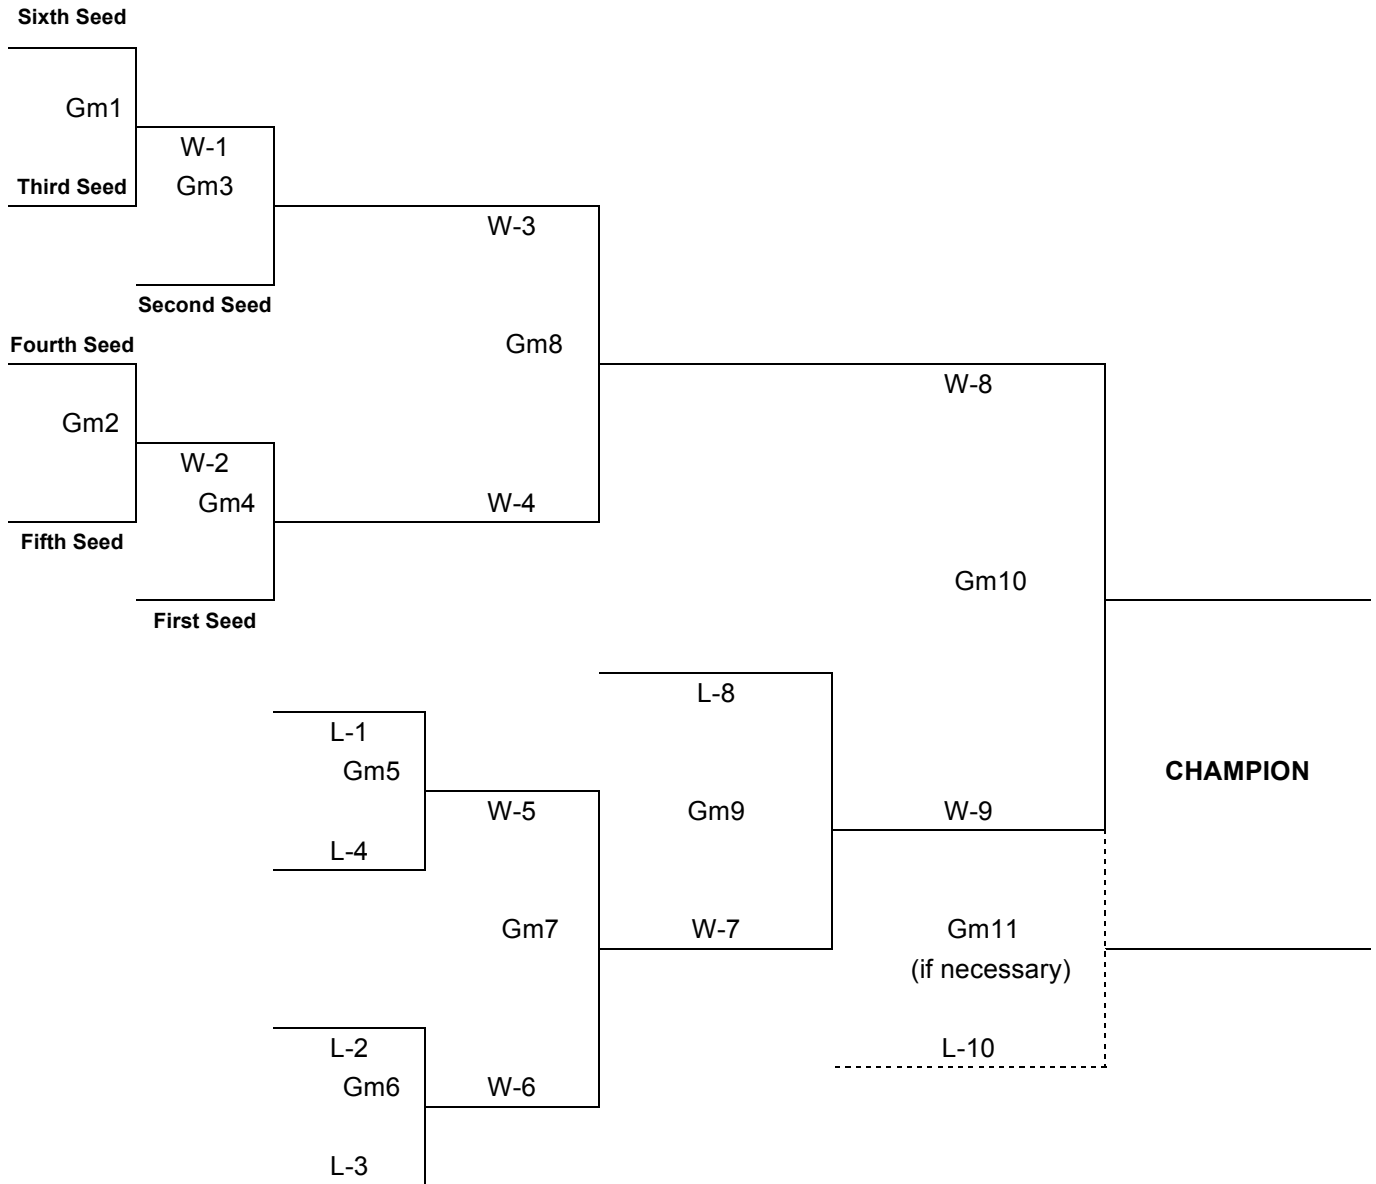 Sixth Seed
Gm1
W-1
Third Seed
Gm3
W-3
Second Seed
Fourth Seed
Gm8
W-8
Gm2
W-2
Gm4
W-4
Fifth Seed
Gm10
First Seed
L-8
L-1
Gm5
CHAMPION
W-5
Gm9
W-9
L-4
Gm7
W-7
Gm11
(if necessary)
L-2
L-10
Gm6
W-6
L-3